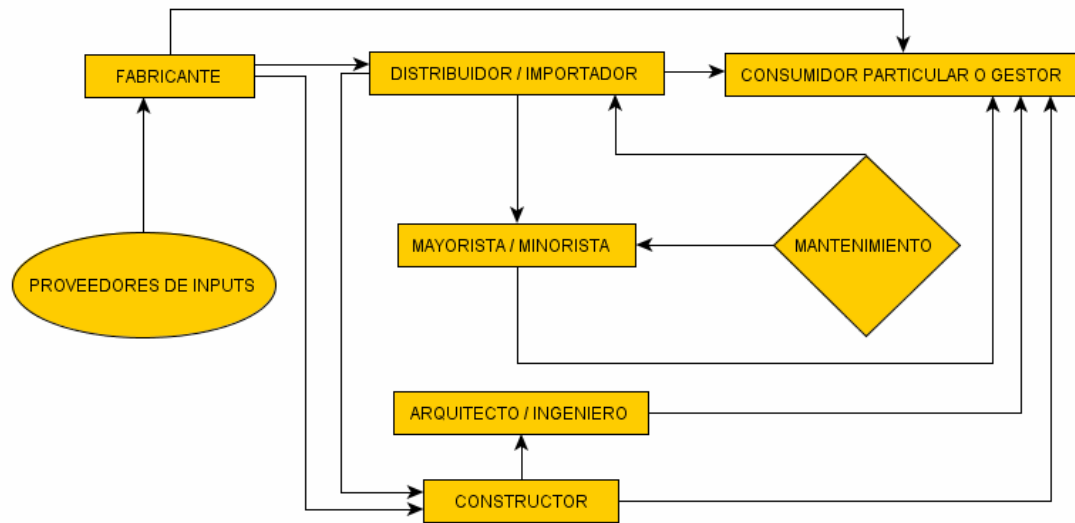 FABRICANTE
DISTRIBUIDOR / IMPORTADOR
CONSUMIDOR PARTICULAR O GESTOR
MAYORISTA / MINORISTA
MANTENIMIENTO
PROVEEDORES DE INPUTS
ARQUITECTO / INGENIERO
CONSTRUCTOR